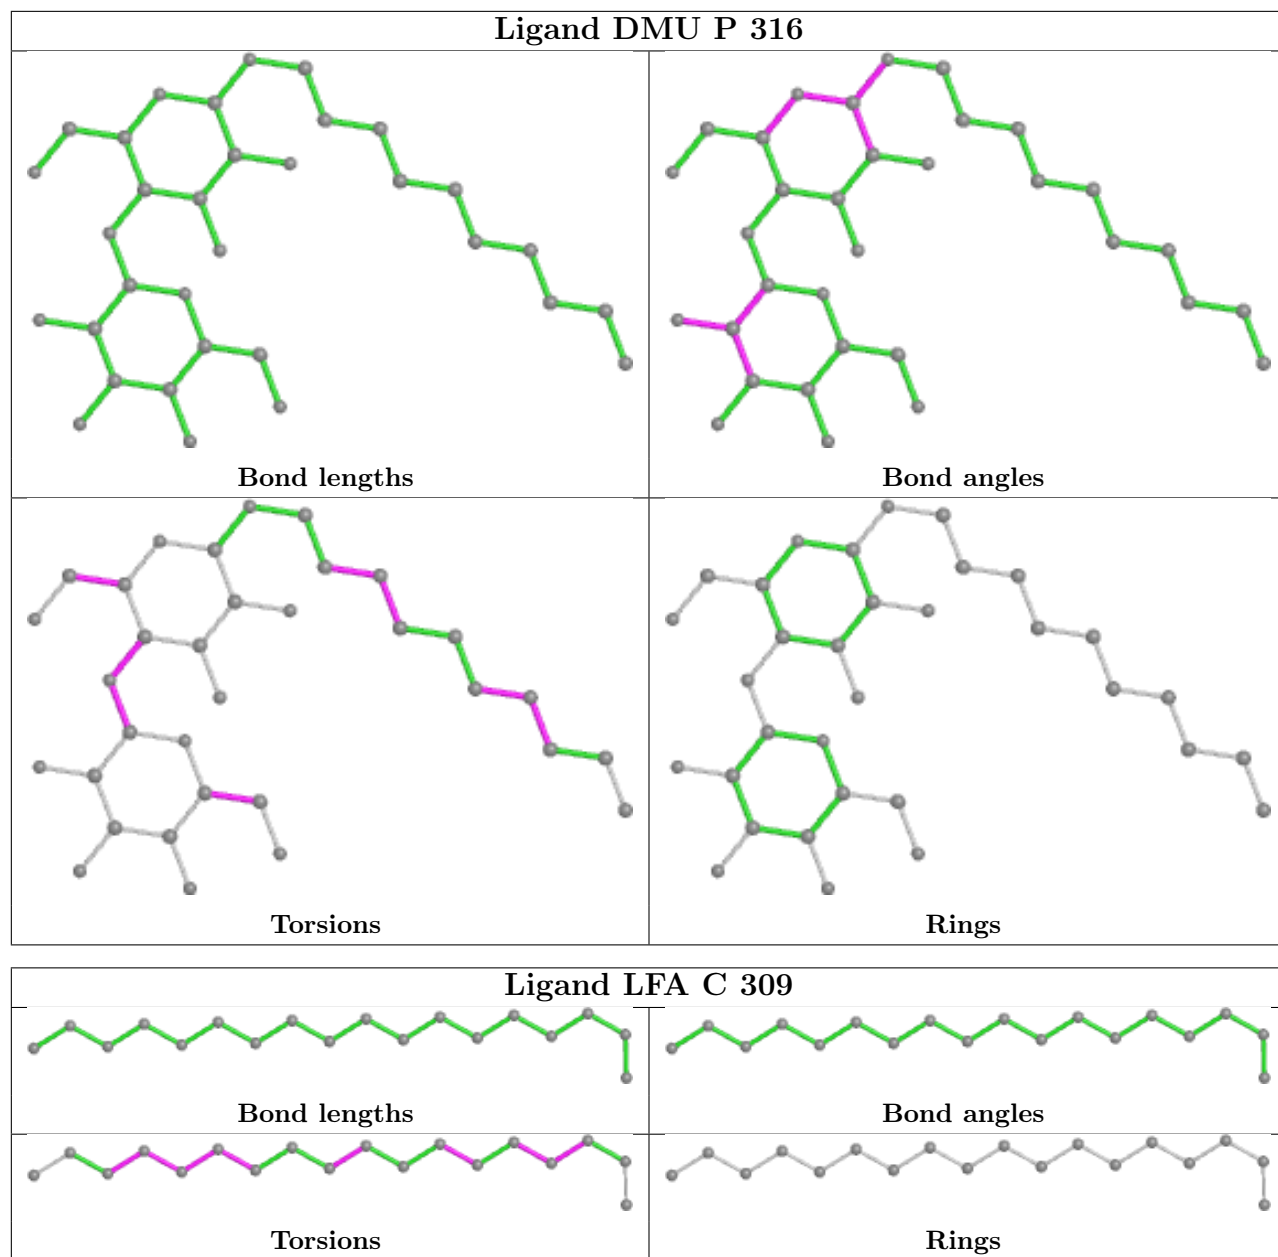 Ligand DMU P 316
Bond lengths
Bond angles
Torsions
Rings
Ligand LFA C 309
Bond lengths
Bond angles
Torsions
Rings